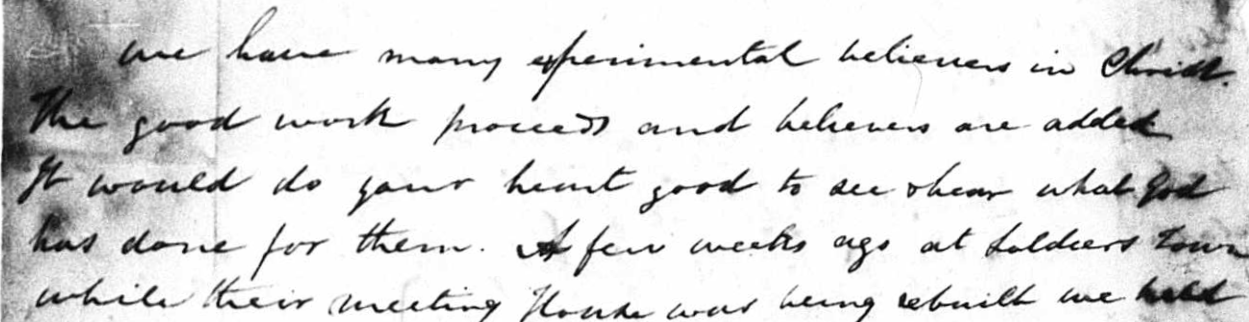 we have many experimental believers in Christ.
The good work proceeds and believers are added
It would do your heart good to see & hear what God
has done for them. A few weeks ago at Soldiers Town
while their meeting House was being rebuilt we held